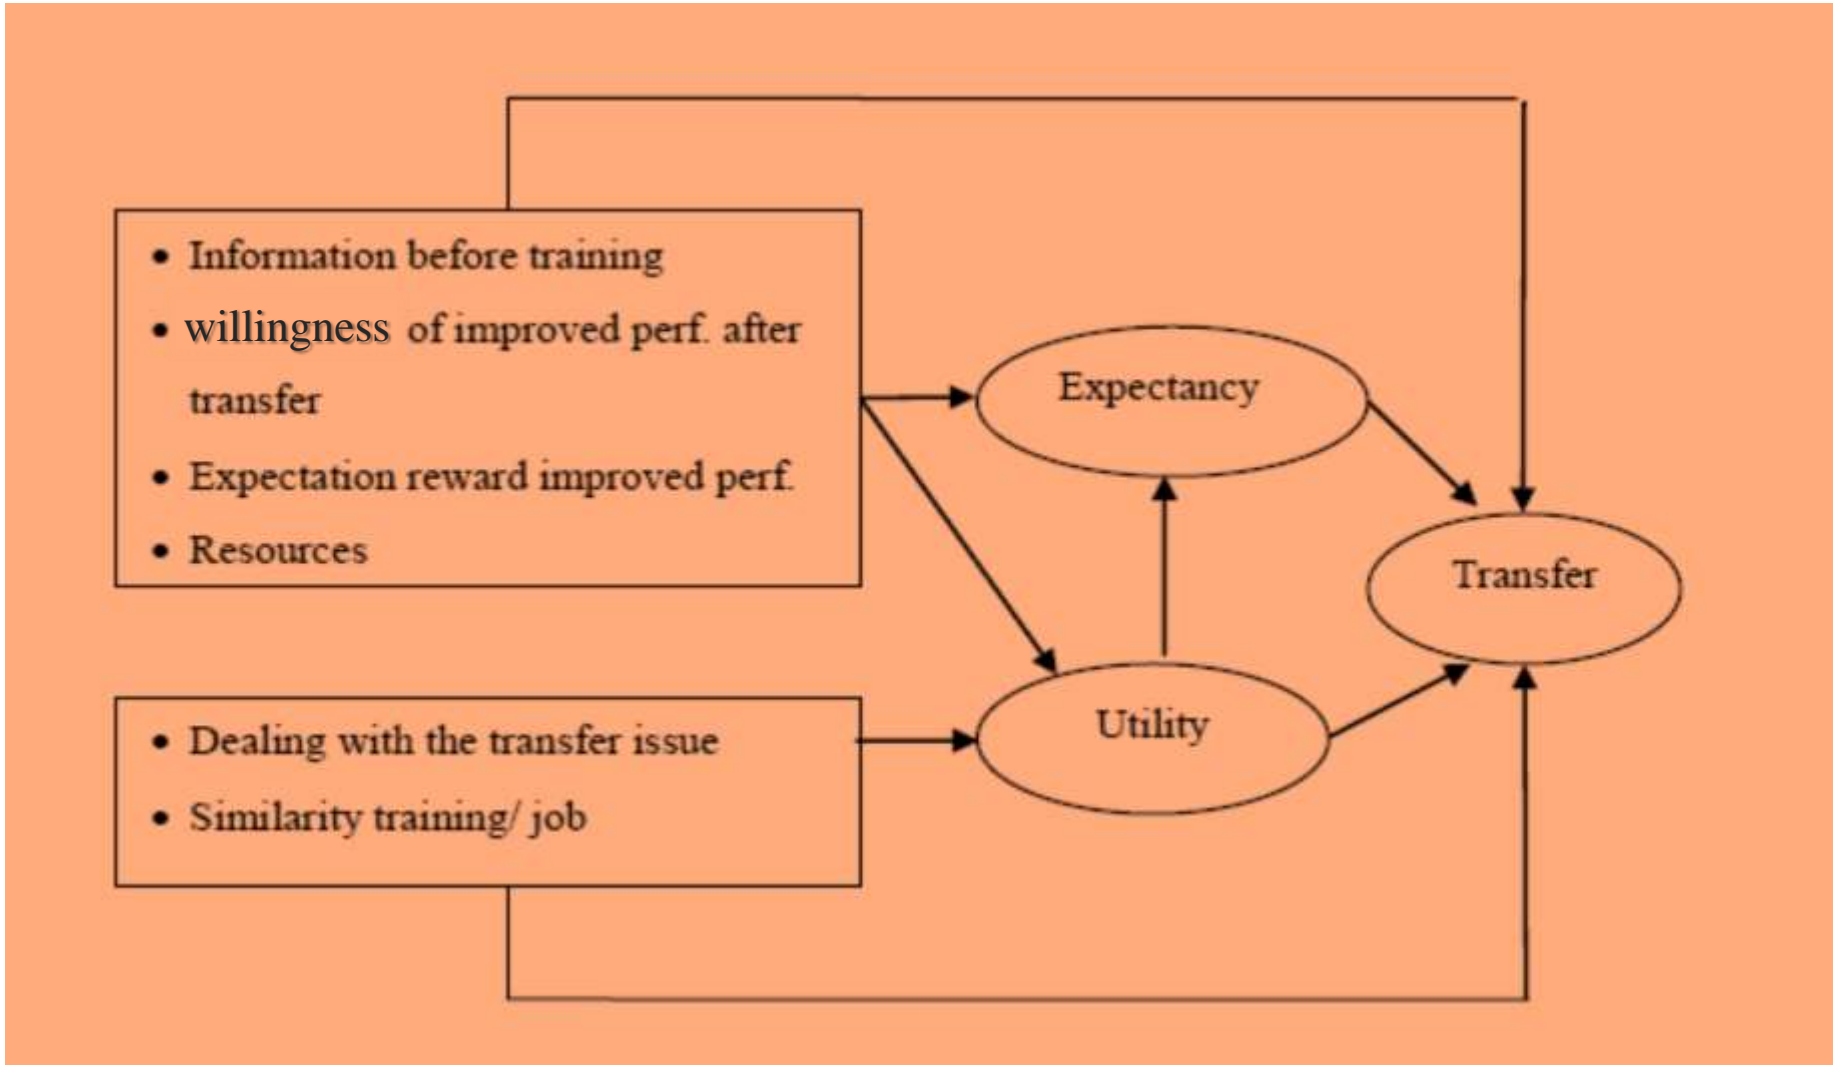 • Information before training
• willingness of improved perf. after
transfer
• Expectation reward improved perf.
• Resources
Expectancy
Transfer
Utility
• Dealing with the transfer issue
• Similarity training/ job